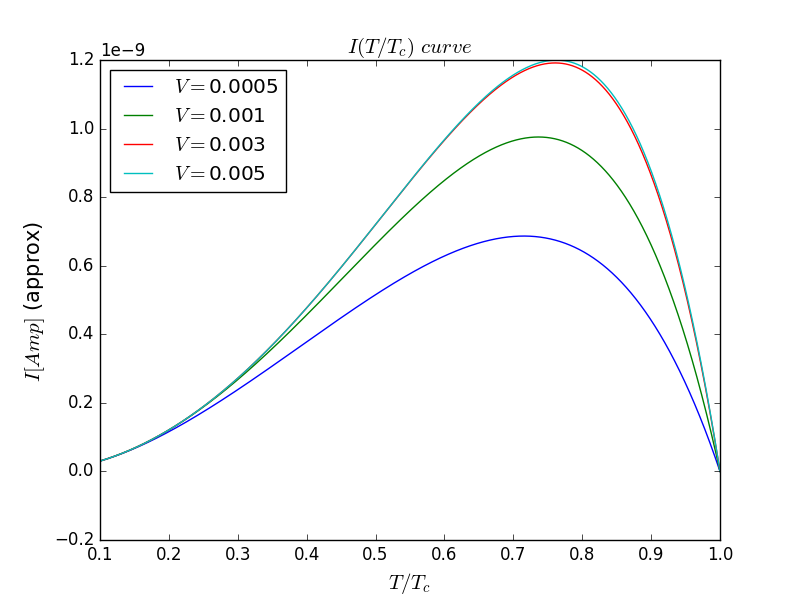 I(T/T_c) curve
1e−9
V=0.0005
V=0.001
V=0.003
V=0.005
1.2
1.0
0.8
0.6
0.4
0.2
0.0
−0.2
I[Amp] (approx)
0.1 0.2 0.3 0.4 0.5 0.6 0.7 0.8 0.9 1.0
T/T_c